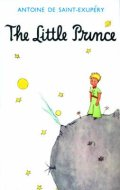 ANTOINE DE SAINT-EXUPÉRY
The Little Prince